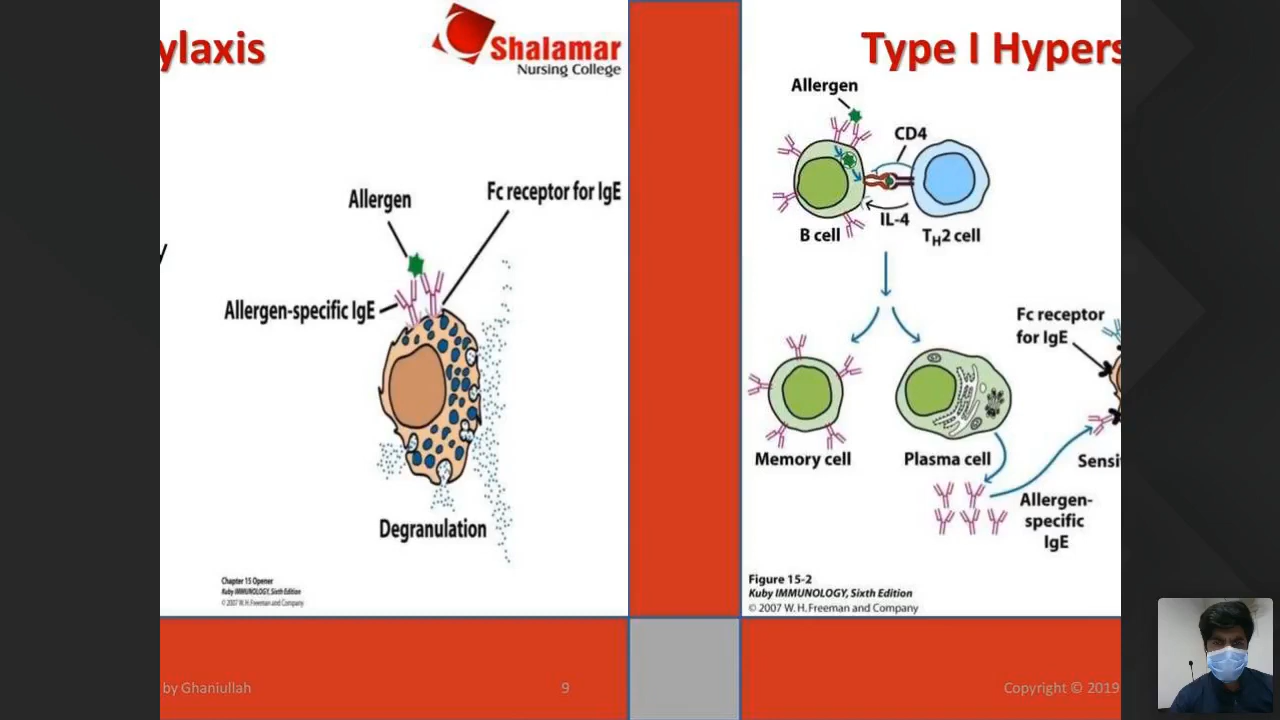 ylaxis
Shalamar
Nursing College
Allergen
Fc receptor for IgE
y
Allergen-specific IgE
Degranulation
Chapter 15 Opener
Kuby IMMUNOLOGY, Sixth Edition
© 2007 W. H. Freeman and Company
by Ghaniullah
9
Type I Hypers
Allergen
CD4
IL-4
B cell
TH2 cell
Fc receptor
for IgE
Memory cell
Plasma cell
Sensit
Allergen-
specific
IgE
Figure 15-2
Kuby IMMUNOLOGY, Sixth Edition
© 2007 W. H. Freeman and Company
Copyright © 2019